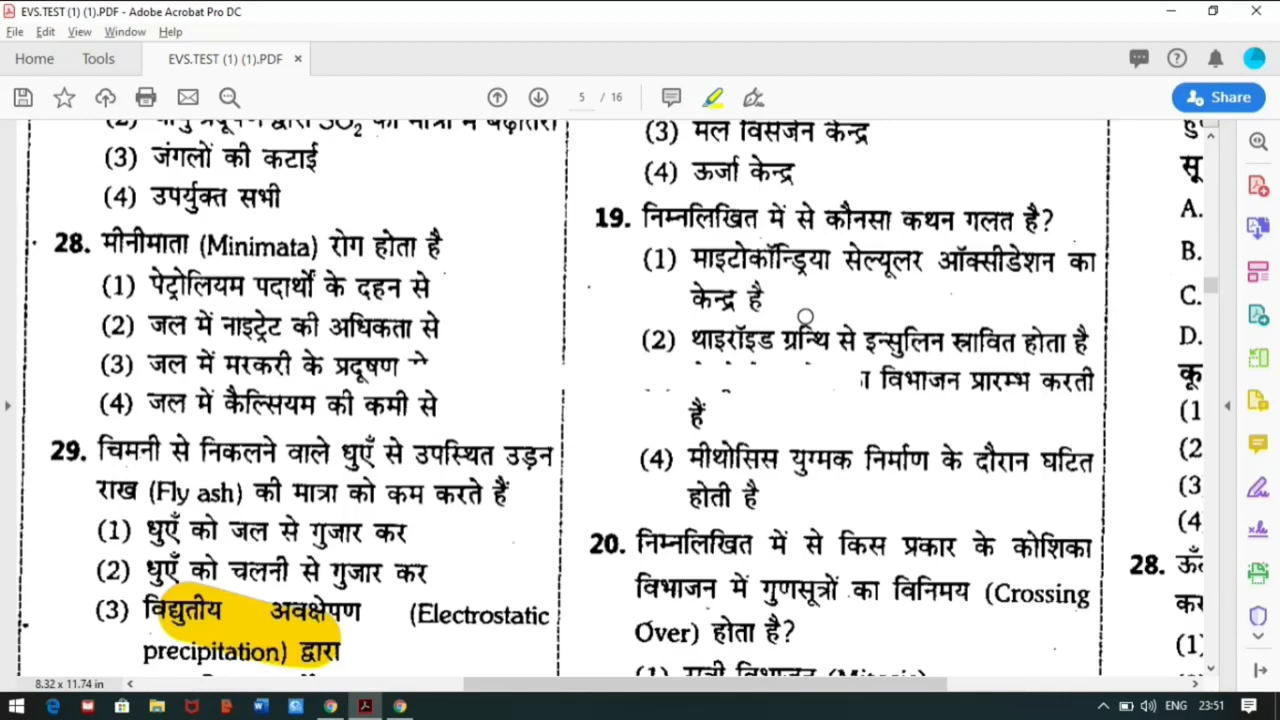 EVS.TEST (1) (1).PDF - Adobe Acrobat Pro DC
File Edit View Window Help
Home Tools EVS.TEST (1) (1).PDF ×
5 / 16
Share
(3) जंगलों की कटाई
(4) उपर्युक्त सभी
28. मीनीमाता (Minimata) रोग होता है
(1) पेट्रोलियम पदार्थों के दहन से
(2) जल में नाइट्रेट की अधिकता से
(3) जल में मरकरी के प्रदूषण
(4) जल में कैल्सियम की कमी से
29. चिमनी से निकलने वाले धुएँ से उपस्थित उड़न
राख (Fly ash) की मात्रा को कम करते हैं
(1) धुएँ को जल से गुजार कर
(2) धुएँ को चलनी से गुजार कर
(3) विद्युतीय अवक्षेपण (Electrostatic
precipitation) द्वारा
(3) मल विसर्जन केन्द्र
(4) ऊर्जा केन्द्र
19. निम्नलिखित में से कौनसा कथन गलत है?
(1) माइटोकॉन्ड्रिया सेल्यूलर ऑक्सीडेशन का
केन्द्र है
(2) थाइरॉइड ग्रन्थि से इन्सुलिन स्रावित होता है
विभाजन प्रारम्भ करती
हैं
(4) मीथोसिस युग्मक निर्माण के दौरान घटित
होती है
20. निम्नलिखित में से किस प्रकार के कोशिका
विभाजन में गुणसूत्रों का विनिमय (Crossing
Over) होता है?
A.
B.
C.
D.
(1
(2
(3
(4
28.
(1)
8.32 x 11.74 in
ENG 23:51